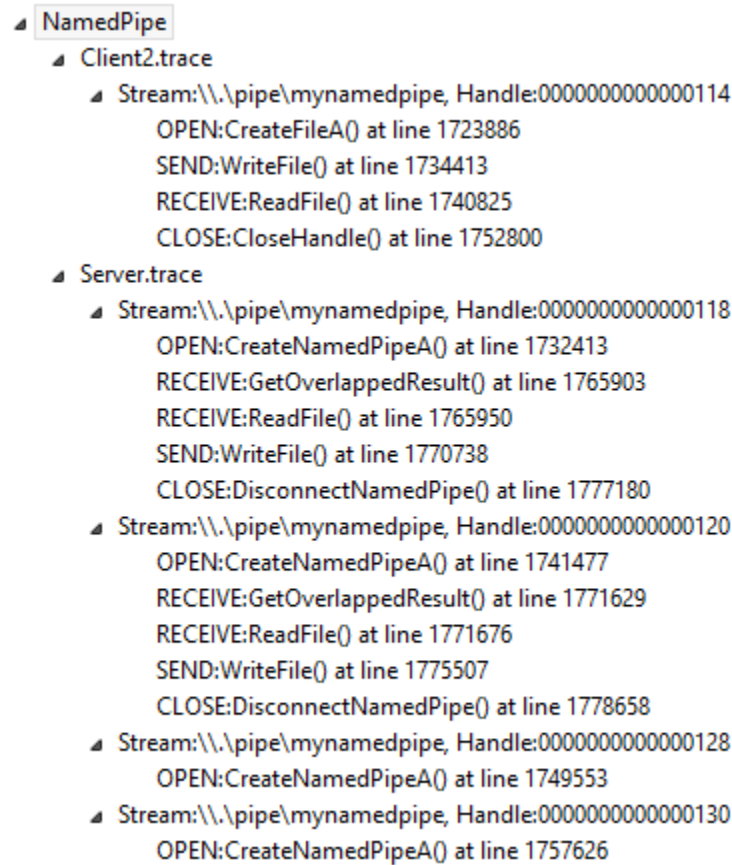 NamedPipe
Client2.trace
Stream:\\.\pipe\mynamedpipe, Handle:0000000000000114
OPEN:CreateFileA() at line 1723886
SEND:WriteFile() at line 1734413
RECEIVE:ReadFile() at line 1740825
CLOSE:CloseHandle() at line 1752800
Server.trace
Stream:\\.\pipe\mynamedpipe, Handle:0000000000000118
OPEN:CreateNamedPipeA() at line 1732413
RECEIVE:GetOverlappedResult() at line 1765903
RECEIVE:ReadFile() at line 1765950
SEND:WriteFile() at line 1770738
CLOSE:DisconnectNamedPipe() at line 1777180
Stream:\\.\pipe\mynamedpipe, Handle:0000000000000120
OPEN:CreateNamedPipeA() at line 1741477
RECEIVE:GetOverlappedResult() at line 1771629
RECEIVE:ReadFile() at line 1771676
SEND:WriteFile() at line 1775507
CLOSE:DisconnectNamedPipe() at line 1778658
Stream:\\.\pipe\mynamedpipe, Handle:0000000000000128
OPEN:CreateNamedPipeA() at line 1749553
Stream:\\.\pipe\mynamedpipe, Handle:0000000000000130
OPEN:CreateNamedPipeA() at line 1757626